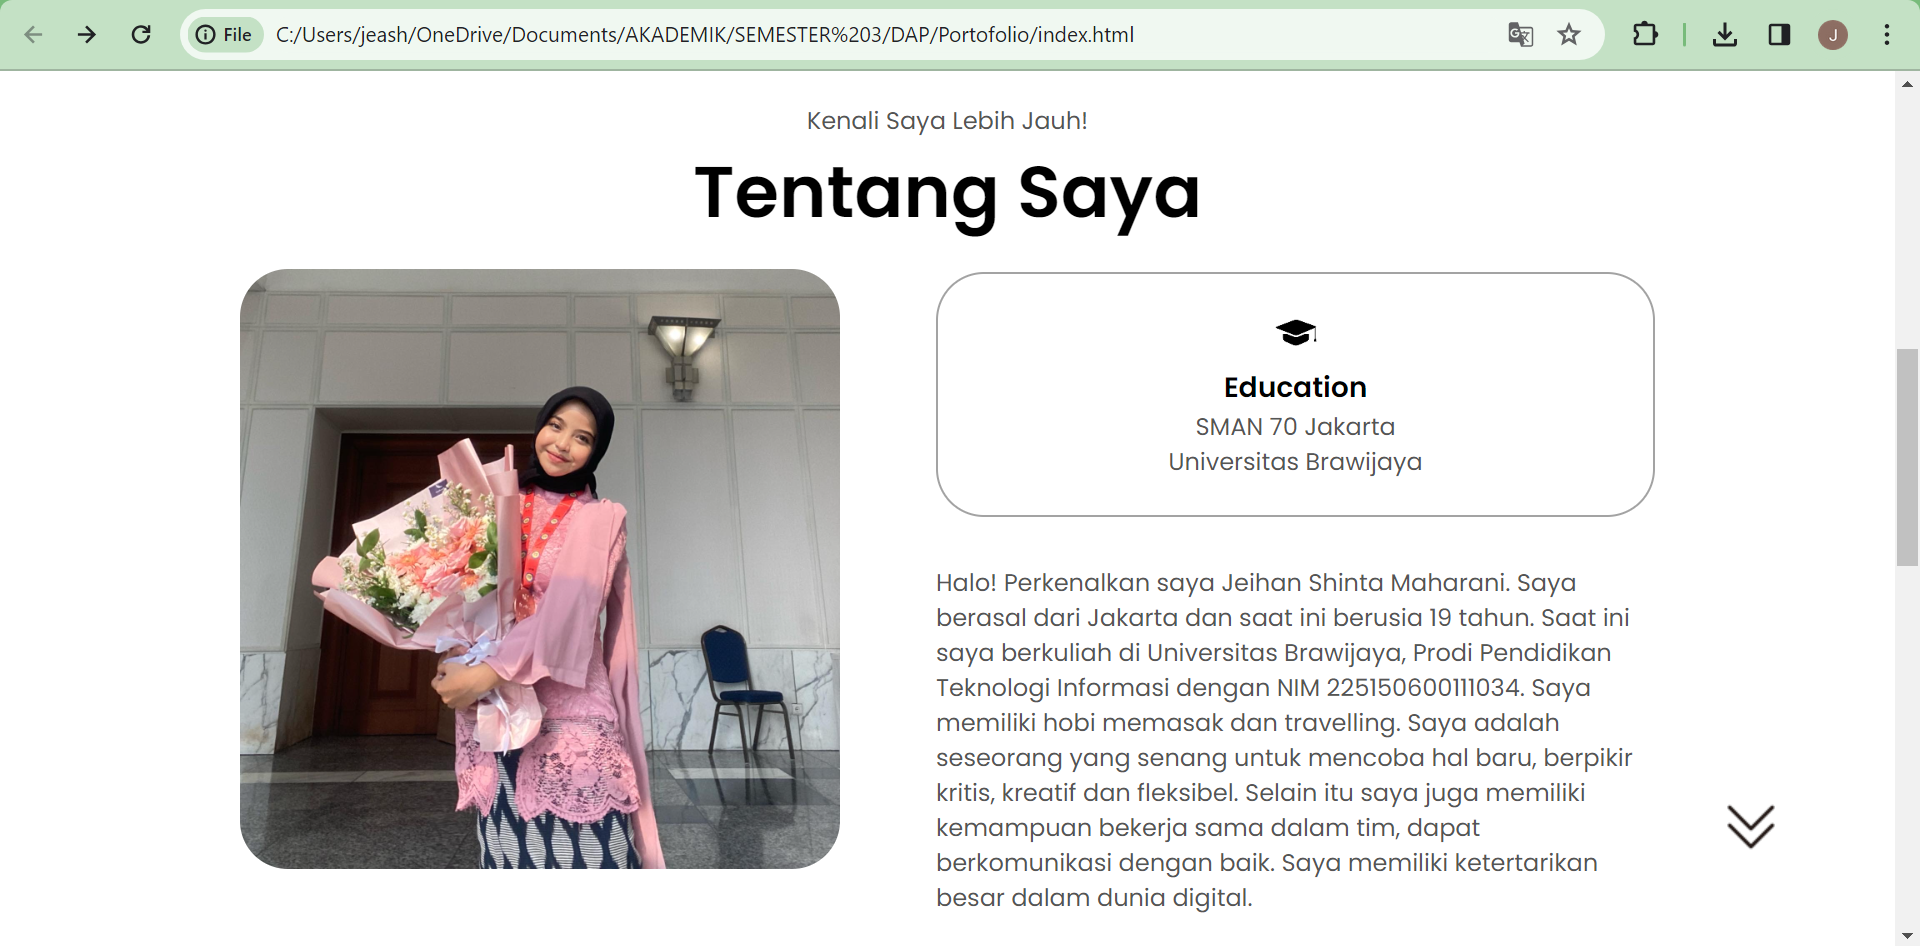 File
C:/Users/jeash/OneDrive/Documents/AKADEMIK/SEMESTER%203/DAP/Portofolio/index.html
J
Kenali Saya Lebih Jauh!
Tentang Saya
Education
SMAN 70 Jakarta
Universitas Brawijaya
Halo! Perkenalkan saya Jeihan Shinta Maharani. Saya
berasal dari Jakarta dan saat ini berusia 19 tahun. Saat ini
saya berkuliah di Universitas Brawijaya, Prodi Pendidikan
Teknologi Informasi dengan NIM 225150600111034. Saya
memiliki hobi memasak dan travelling. Saya adalah
seseorang yang senang untuk mencoba hal baru, berpikir
kritis, kreatif dan fleksibel. Selain itu saya juga memiliki
kemampuan bekerja sama dalam tim, dapat
berkomunikasi dengan baik. Saya memiliki ketertarikan
besar dalam dunia digital.